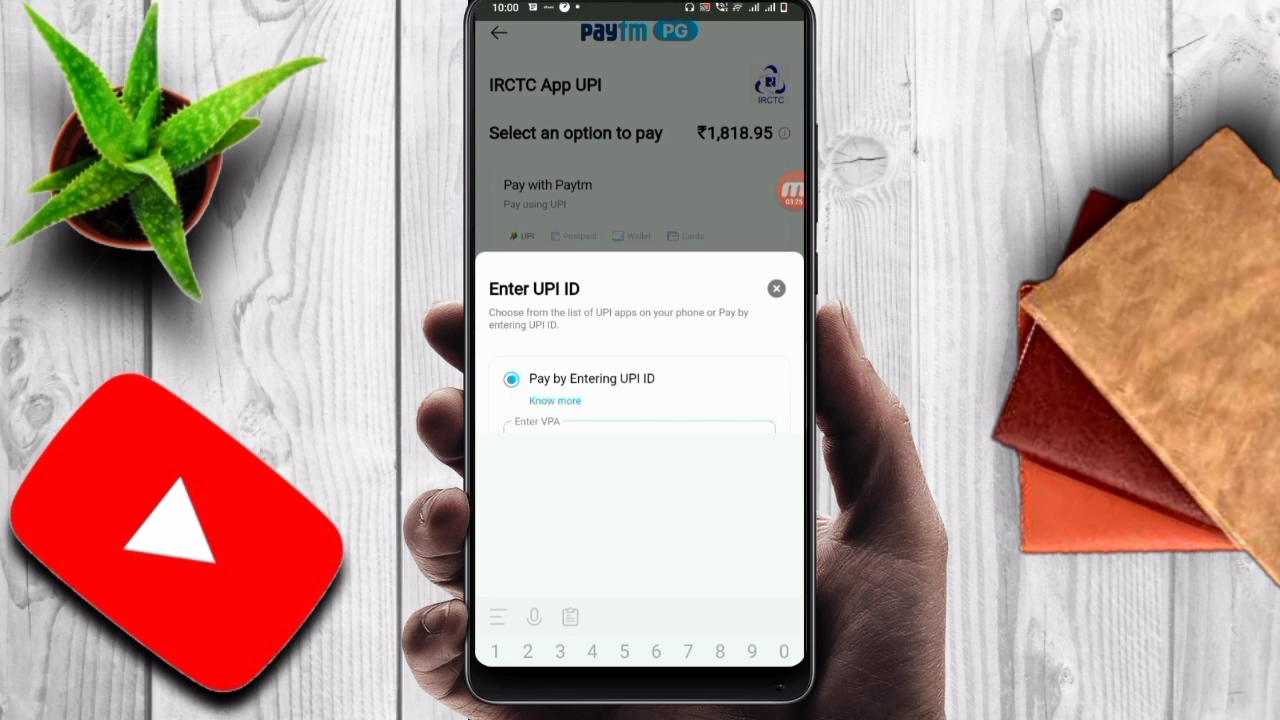 10:00
paytm PG
IRCTC App UPI
IRCTC
Select an option to pay ₹1,818.95
Pay with Paytm
Pay using UPI
03:25
UPI Postpaid Wallet Cards
Enter UPI ID
Choose from the list of UPI apps on your phone or Pay by
entering UPI ID.
Pay by Entering UPI ID
Know more
Enter VPA
1 2 3 4 5 6 7 8 9 0